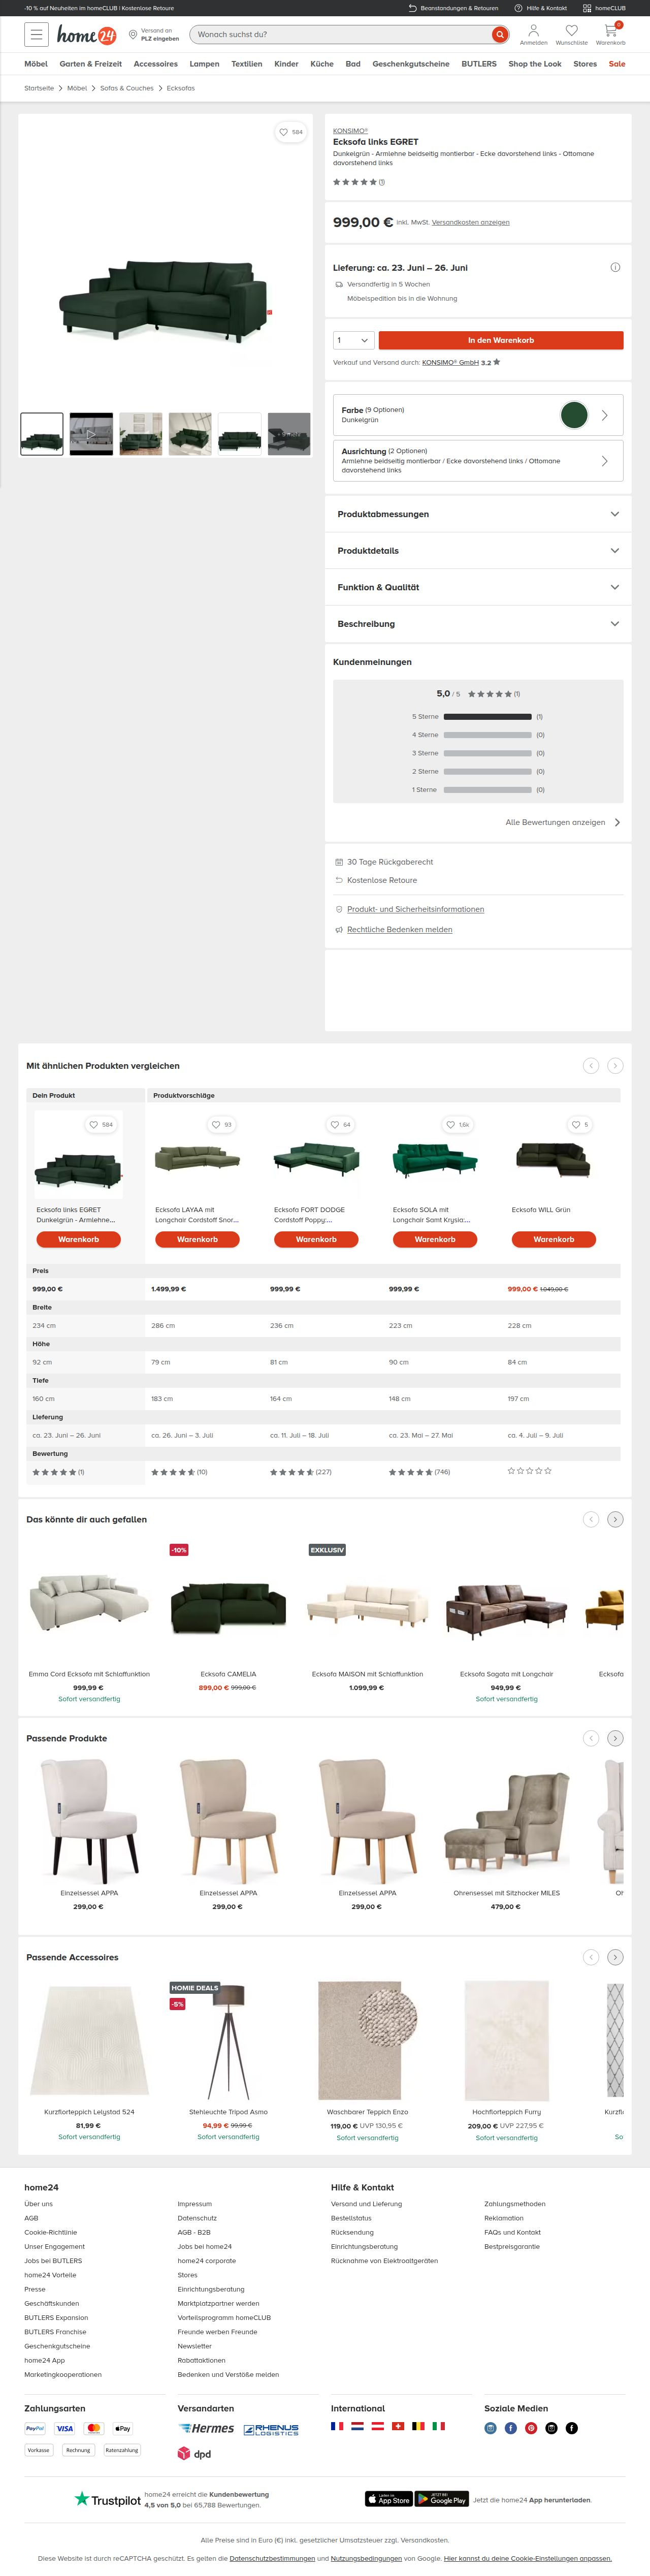 -10 % auf Neuheiten im homeCLUB I Kostenlose Retoure
Beanstandungen & Retouren
Hilfe & Kontakt
homeCLUB
home24
Versand an
PLZ eingeben
Wonach suchst du?
Anmelden
Wunschliste
0
Warenkorb
Möbel Garten & Freizeit Accessoires Lampen Textilien Kinder Küche Bad Geschenkgutscheine BUTLERS Shop the Look Stores Sale
Startseite Möbel Sofas & Couches Ecksofas
584
KONSIMO®
Ecksofa links EGRET
Dunkelgrün - Armlehne beidseitig montierbar - Ecke davorstehend links - Ottomane
davorstehend links
(1)
999,00 € inkl. MwSt. Versandkosten anzeigen
Lieferung: ca. 23. Juni – 26. Juni
Versandfertig in 5 Wochen
Möbelspedition bis in die Wohnung
1
In den Warenkorb
Verkauf und Versand durch: KONSIMO® GmbH 3.2
Farbe (9 Optionen)
Dunkelgrün
Ausrichtung (2 Optionen)
Armlehne beidseitig montierbar / Ecke davorstehend links / Ottomane
davorstehend links
Produktabmessungen
Produktdetails
Funktion & Qualität
Beschreibung
Kundenmeinungen
5,0 / 5 (1)
5 Sterne (1)
4 Sterne (0)
3 Sterne (0)
2 Sterne (0)
1 Sterne (0)
Alle Bewertungen anzeigen
30 Tage Rückgaberecht
Kostenlose Retoure
Produkt- und Sicherheitsinformationen
Rechtliche Bedenken melden
Mit ähnlichen Produkten vergleichen
Dein Produkt Produktvorschläge
584 93 64 1,6k 5
Ecksofa links EGRET Ecksofa LAYAA mit Ecksofa FORT DODGE Ecksofa SOLA mit Ecksofa WILL Grün
Dunkelgrün - Armlehne... Longchair Cordstoff Snor... Cordstoff Poppy:... Longchair Samt Krysia:...
Warenkorb Warenkorb Warenkorb Warenkorb Warenkorb
Preis
999,00 € 1.499,99 € 999,99 € 999,99 € 999,00 € 1.049,00 €
Breite
234 cm 286 cm 236 cm 223 cm 228 cm
Höhe
92 cm 79 cm 81 cm 90 cm 84 cm
Tiefe
160 cm 183 cm 164 cm 148 cm 197 cm
Lieferung
ca. 23. Juni – 26. Juni ca. 26. Juni – 3. Juli ca. 11. Juli – 18. Juli ca. 23. Mai – 27. Mai ca. 4. Juli – 9. Juli
Bewertung
(1) (10) (227) (746)
Das könnte dir auch gefallen
-10% EXKLUSIV
Emma Cord Ecksofa mit Schlaffunktion Ecksofa CAMELIA Ecksofa MAISON mit Schlaffunktion Ecksofa Sagata mit Longchair Ecksofa
999,99 € 899,00 € 999,00 € 1.099,99 € 949,99 €
Sofort versandfertig Sofort versandfertig
Passende Produkte
Einzelsessel APPA Einzelsessel APPA Einzelsessel APPA Ohrensessel mit Sitzhocker MILES Oh
299,00 € 299,00 € 299,00 € 479,00 €
Passende Accessoires
HOMIE DEALS
-5%
Kurzflorteppich Lelystad 524 Stehleuchte Tripod Asmo Waschbarer Teppich Enzo Hochflorteppich Furry Kurzfl
81,99 € 94,99 € 99,99 € 119,00 € UVP 130,95 € 209,00 € UVP 227,95 €
Sofort versandfertig Sofort versandfertig Sofort versandfertig Sofort versandfertig So
home24 Hilfe & Kontakt
Über uns Impressum Versand und Lieferung Zahlungsmethoden
AGB Datenschutz Bestellstatus Reklamation
Cookie-Richtlinie AGB - B2B Rücksendung FAQs und Kontakt
Unser Engagement Jobs bei home24 Einrichtungsberatung Bestpreisgarantie
Jobs bei BUTLERS home24 corporate Rücknahme von Elektroaltgeräten
home24 Vorteile Stores
Presse Einrichtungsberatung
Geschäftskunden Marktplatzpartner werden
BUTLERS Expansion Vorteilsprogramm homeCLUB
BUTLERS Franchise Freunde werben Freunde
Geschenkgutscheine Newsletter
home24 App Rabattaktionen
Marketingkooperationen Bedenken und Verstöße melden
Zahlungsarten Versandarten International Soziale Medien
PayPal VISA mastercard Pay Hermes RHENUS LOGISTICS
Vorkasse Rechnung Ratenzahlung dpd
Trustpilot
home24 erreicht die Kundenbewertung
4,5 von 5,0 bei 65,788 Bewertungen.
Laden im App Store
JETZT BEI Google Play
Jetzt die home24 App herunterladen.
Alle Preise sind in Euro (€) inkl. gesetzlicher Umsatzsteuer zzgl. Versandkosten.
Diese Website ist durch reCAPTCHA geschützt. Es gelten die Datenschutzbestimmungen und Nutzungsbedingungen von Google. Hier kannst du deine Cookie-Einstellungen anpassen.